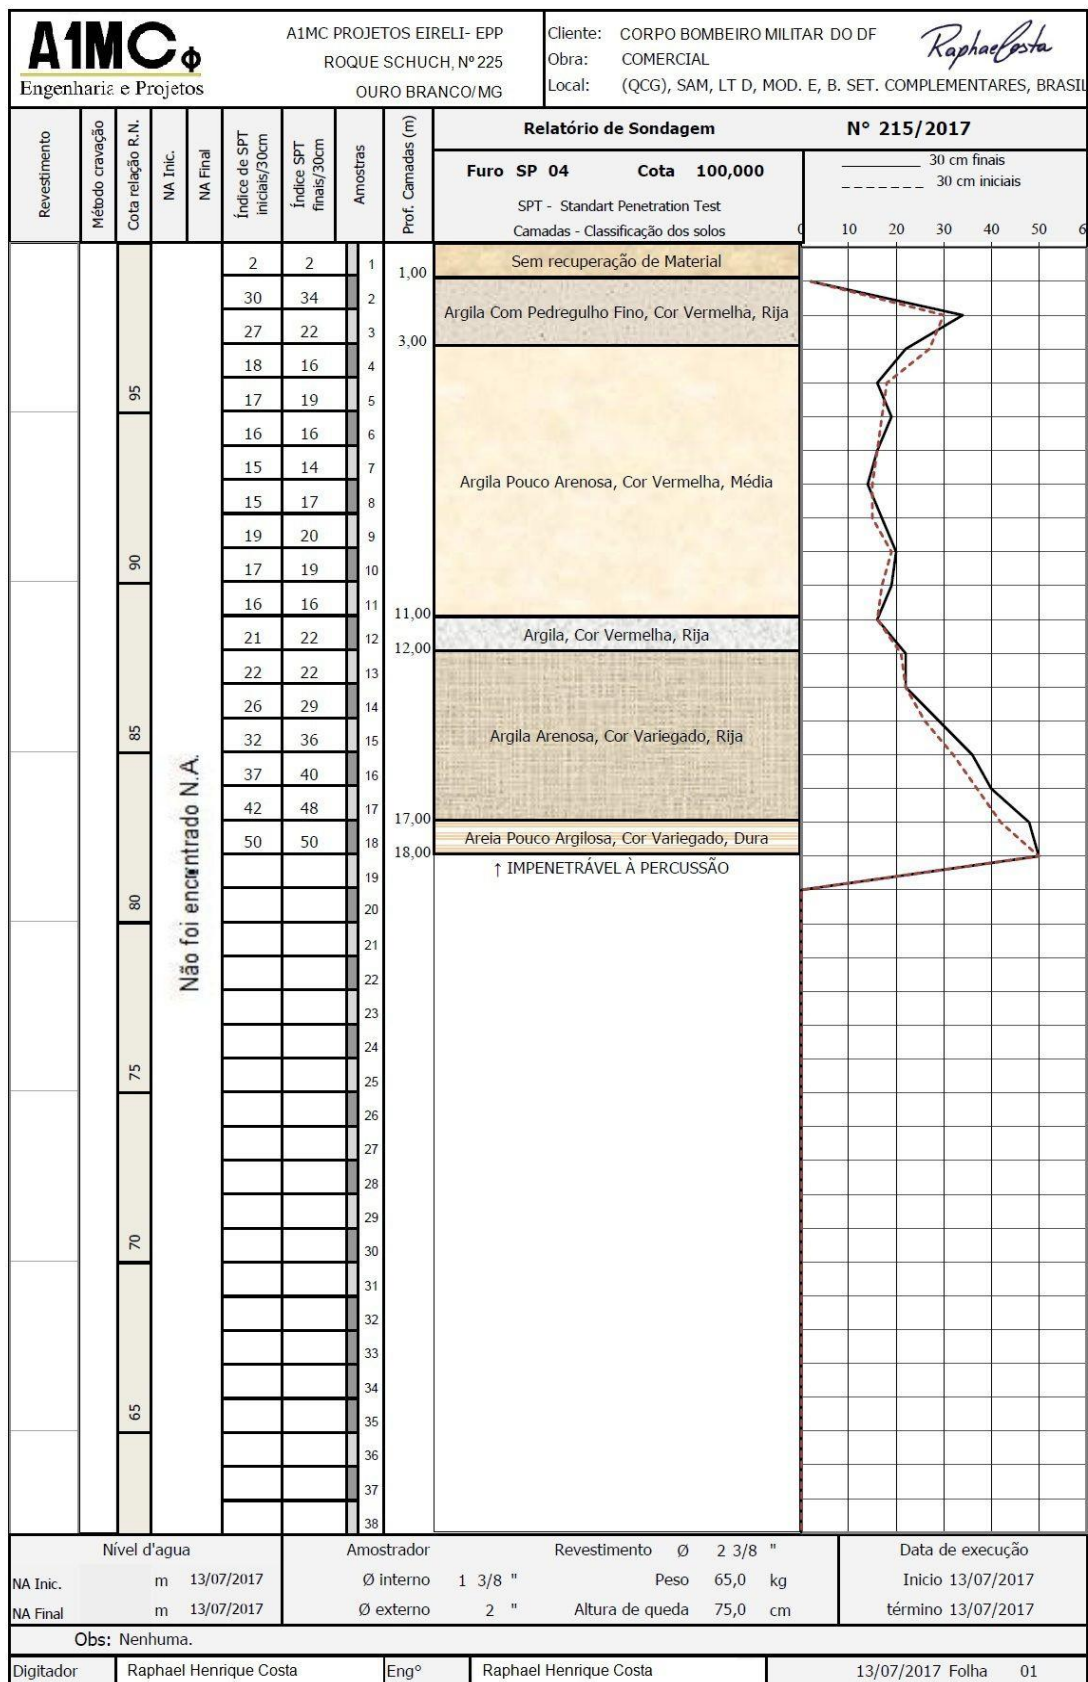 A1MC Φ
Engenharia e Projetos
A1MC PROJETOS EIRELI- EPP
ROQUE SCHUCH, Nº 225
OURO BRANCO/MG
Cliente: CORPO BOMBEIRO MILITAR DO DF
Obra: COMERCIAL
Local: (QCG), SAM, LT D, MOD. E, B. SET. COMPLEMENTARES, BRASIL
Raphael Costa
Revestimento
Método cravação
Cota relação R.N.
NA Inic.
NA Final
Índice de SPT iniciais/30cm
Índice SPT finais/30cm
Amostras
Prof. Camadas (m)
Relatório de Sondagem N° 215/2017
Furo SP 04 Cota 100,000
SPT - Standart Penetration Test
Camadas - Classificação dos solos
30 cm finais
30 cm iniciais
0 10 20 30 40 50 6
2 2 1
1,00
Sem recuperação de Material
30 34 2
Argila Com Pedregulho Fino, Cor Vermelha, Rija
27 22 3
3,00
18 16 4
95
17 19 5
16 16 6
15 14 7
Argila Pouco Arenosa, Cor Vermelha, Média
15 17 8
19 20 9
90
17 19 10
16 16 11
11,00
21 22 12
Argila, Cor Vermelha, Rija
12,00
22 22 13
26 29 14
85
32 36 15
Argila Arenosa, Cor Variegado, Rija
37 40 16
42 48 17
17,00
50 50 18
Areia Pouco Argilosa, Cor Variegado, Dura
18,00
↑ IMPENETRÁVEL À PERCUSSÃO
Não foi encontrado N.A.
19
80
20
21
22
23
24
75
25
26
27
28
29
70
30
31
32
33
34
65
35
36
37
38
Nível d'agua
NA Inic. m 13/07/2017
NA Final m 13/07/2017
Amostrador
Ø interno 1 3/8 "
Ø externo 2 "
Revestimento Ø 2 3/8 "
Peso 65,0 kg
Altura de queda 75,0 cm
Data de execução
Inicio 13/07/2017
término 13/07/2017
Obs: Nenhuma.
Digitador Raphael Henrique Costa Eng° Raphael Henrique Costa 13/07/2017 Folha 01